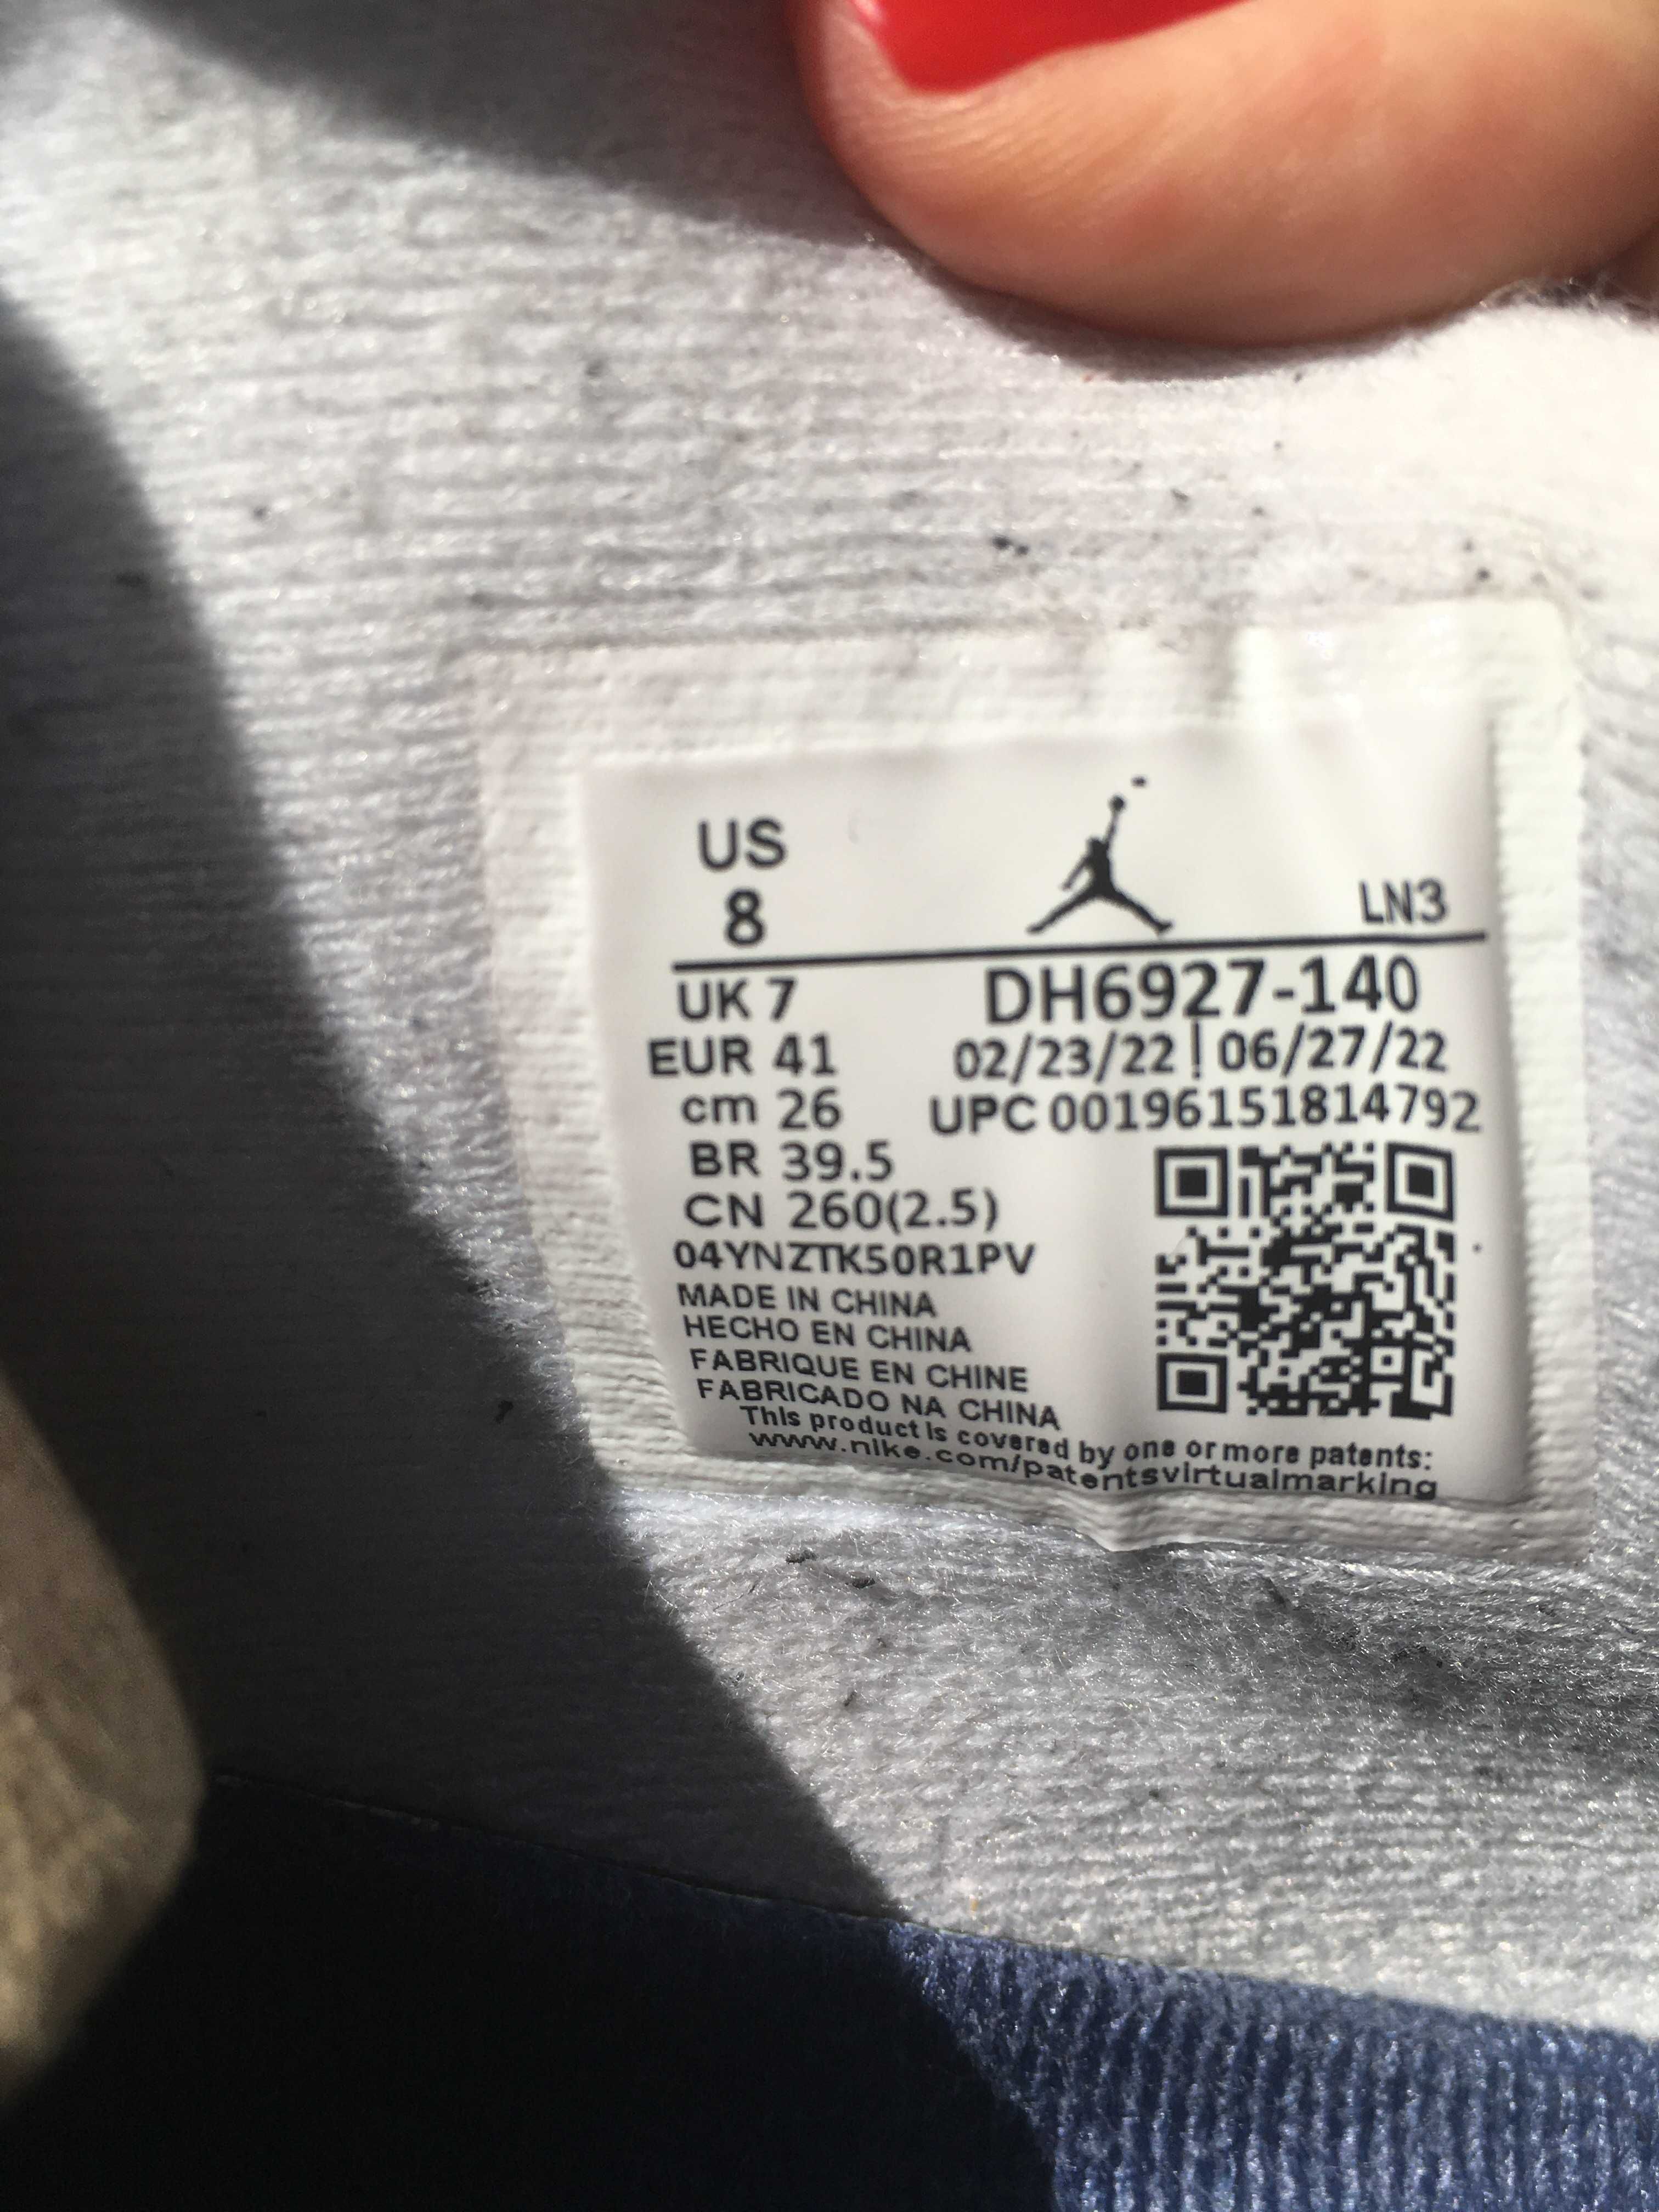 US
8
LN3
UK 7
DH6927-140
EUR 41
02/23/22 | 06/27/22
cm 26
UPC 00196151814792
BR 39.5
CN 260(2.5)
04YNZTK50R1PV
MADE IN CHINA
HECHO EN CHINA
FABRIQUE EN CHINE
FABRICADO NA CHINA
This product is covered by one or more patents:
www.nike.com/patentsvirtualmarking